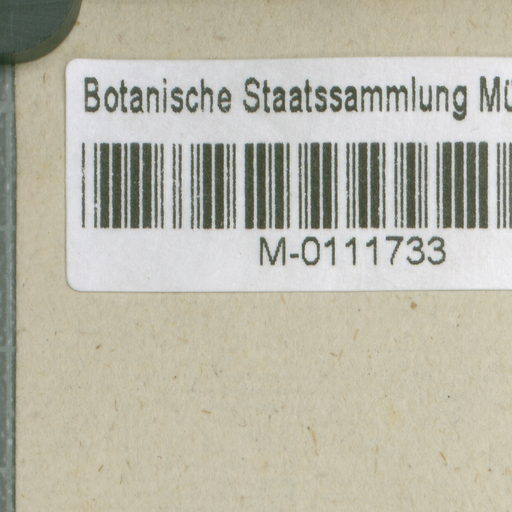 Botanische Staatssammlung Mü
M-0111733